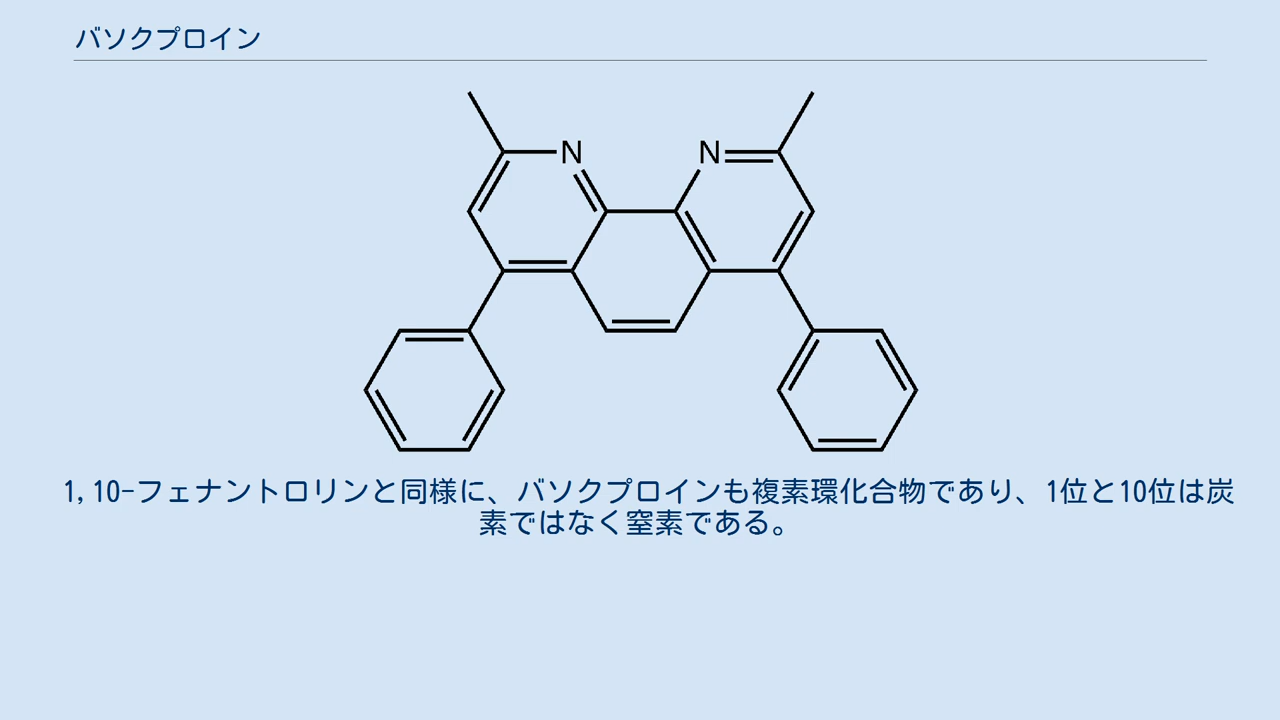 バソクプロイン
N
N
1,10-フェナントロリンと同様に、バソクプロインも複素環化合物であり、1位と10位は炭
素ではなく窒素である。